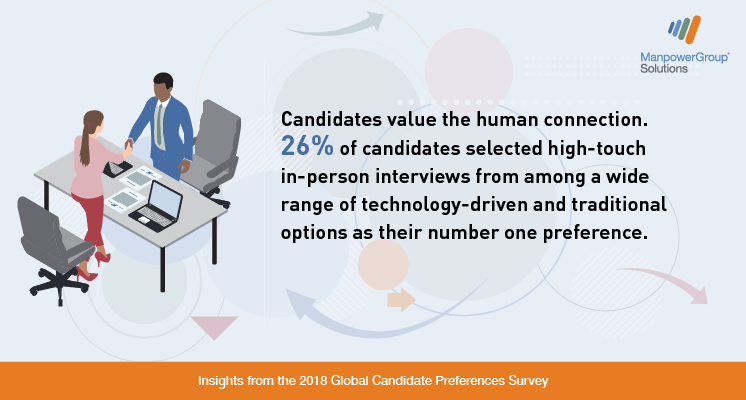 ManpowerGroup®
Solutions
Candidates value the human connection.
26% of candidates selected high-touch
in-person interviews from among a wide
range of technology-driven and traditional
options as their number one preference.
Insights from the 2018 Global Candidate Preferences Survey